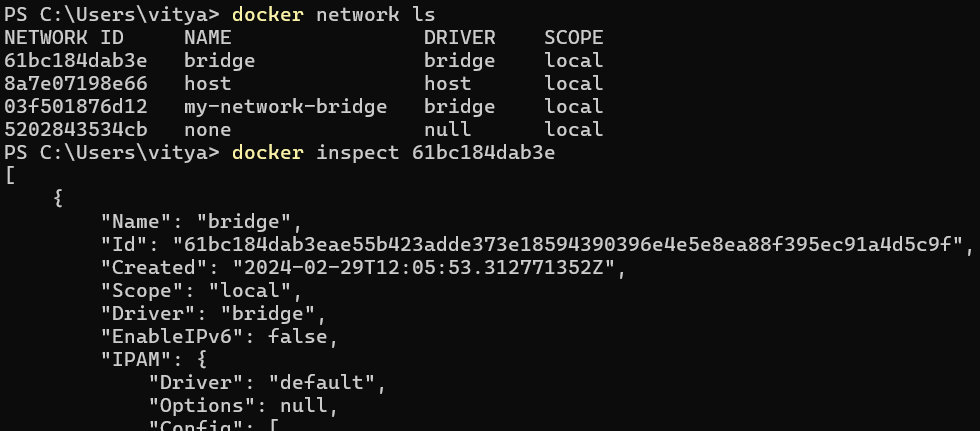 PS C:\Users\vitya> docker network ls
NETWORK ID     NAME                DRIVER    SCOPE
61bc184dab3e   bridge              bridge    local
8a7e07198e66   host                host      local
03f501876d12   my-network-bridge   bridge    local
5202843534cb   none                null      local
PS C:\Users\vitya> docker inspect 61bc184dab3e
[
    {
        "Name": "bridge",
        "Id": "61bc184dab3eae55b423adde373e18594390396e4e5e8ea88f395ec91a4d5c9f",
        "Created": "2024-02-29T12:05:53.312771352Z",
        "Scope": "local",
        "Driver": "bridge",
        "EnableIPv6": false,
        "IPAM": {
            "Driver": "default",
            "Options": null,
            "Config": [